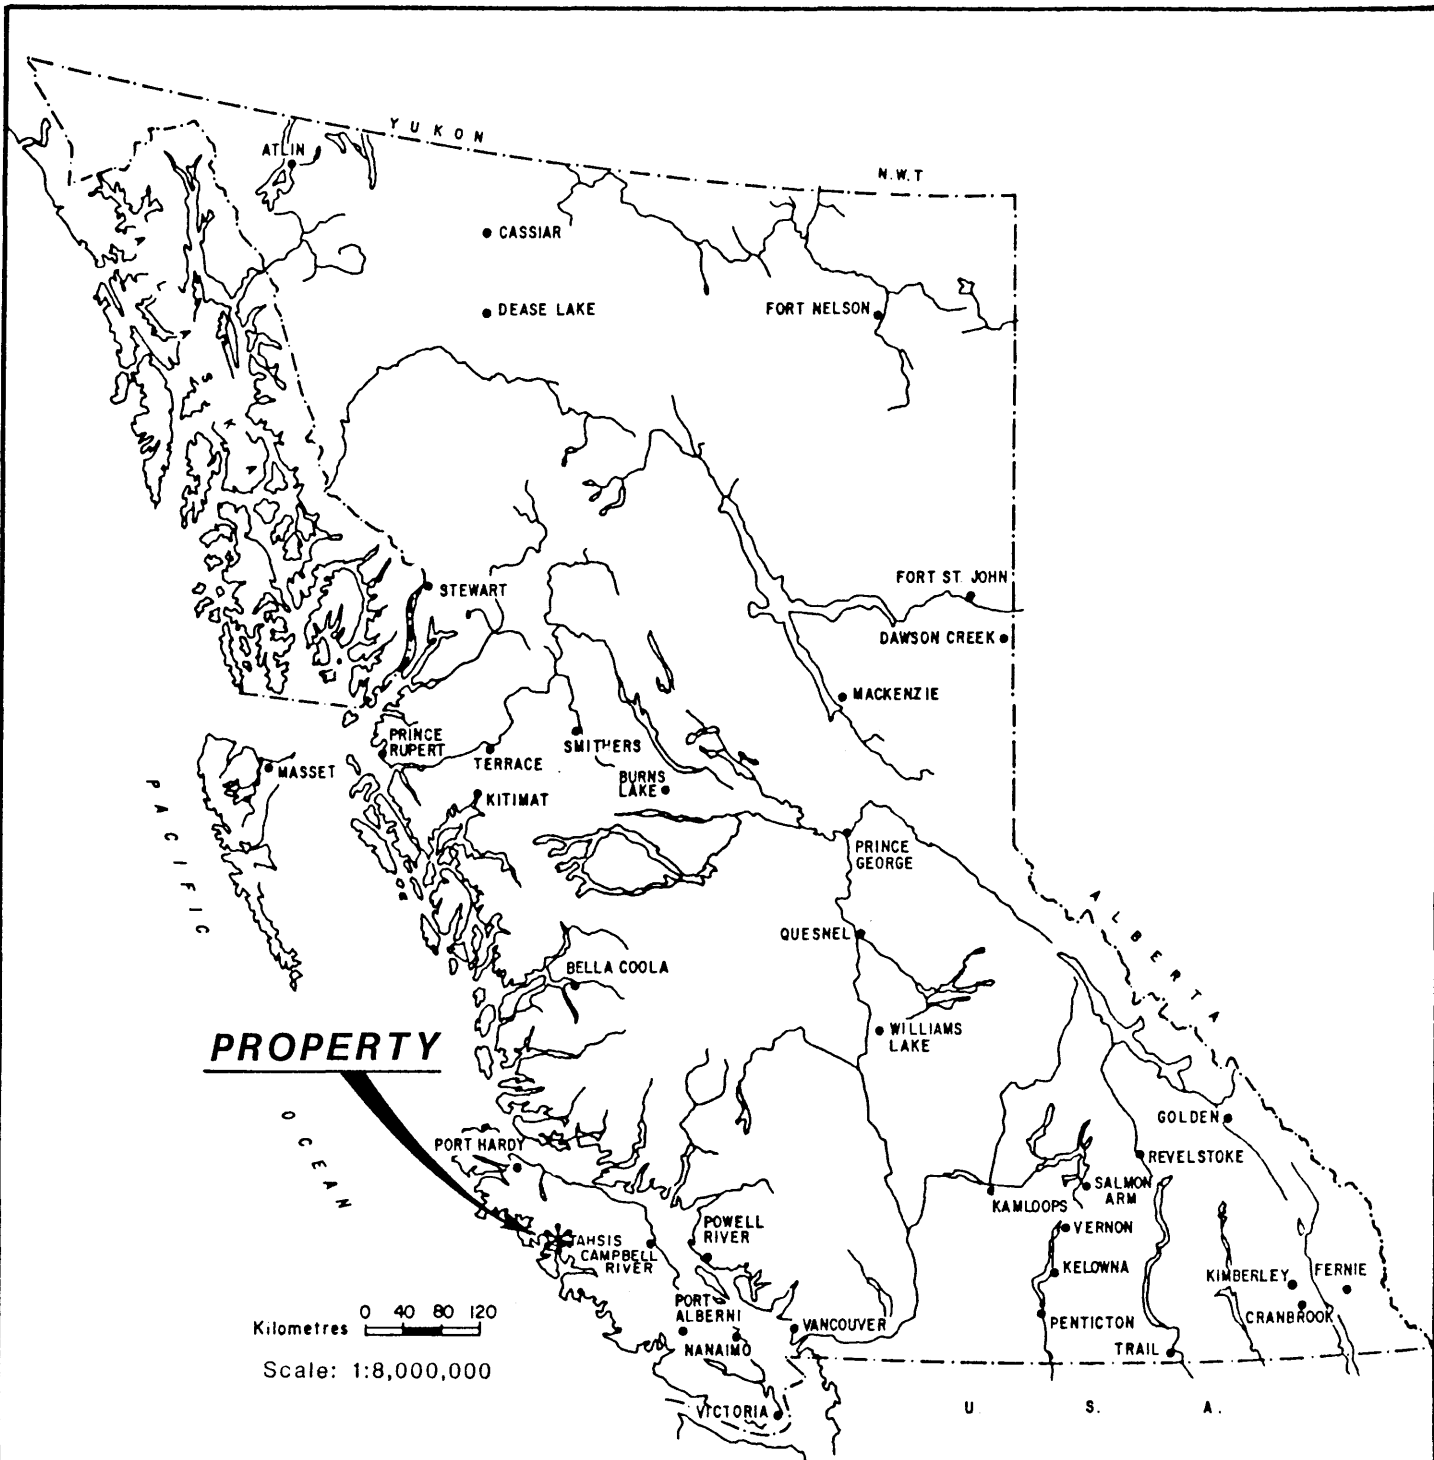 YUKON
N.W.T
ATLIN
CASSIAR
DEASE LAKE
FORT NELSON
ALASKA
STEWART
FORT ST. JOHN
DAWSON CREEK
MACKENZIE
PRINCE
RUPERT
TERRACE
SMITHERS
MASSET
KITIMAT
BURNS
LAKE
PRINCE
GEORGE
PACIFIC
ALBERTA
QUESNEL
BELLA COOLA
WILLIAMS
LAKE
PROPERTY
OCEAN
PORT HARDY
GOLDEN
REVELSTOKE
SALMON
ARM
KAMLOOPS
VERNON
TAHSIS
CAMPBELL
RIVER
POWELL
RIVER
KELOWNA
KIMBERLEY
FERNIE
CRANBROOK
PORT
ALBERNI
NANAIMO
VANCOUVER
PENTICTON
TRAIL
0 40 80 120
Kilometres
Scale: 1:8,000,000
VICTORIA
U. S. A.